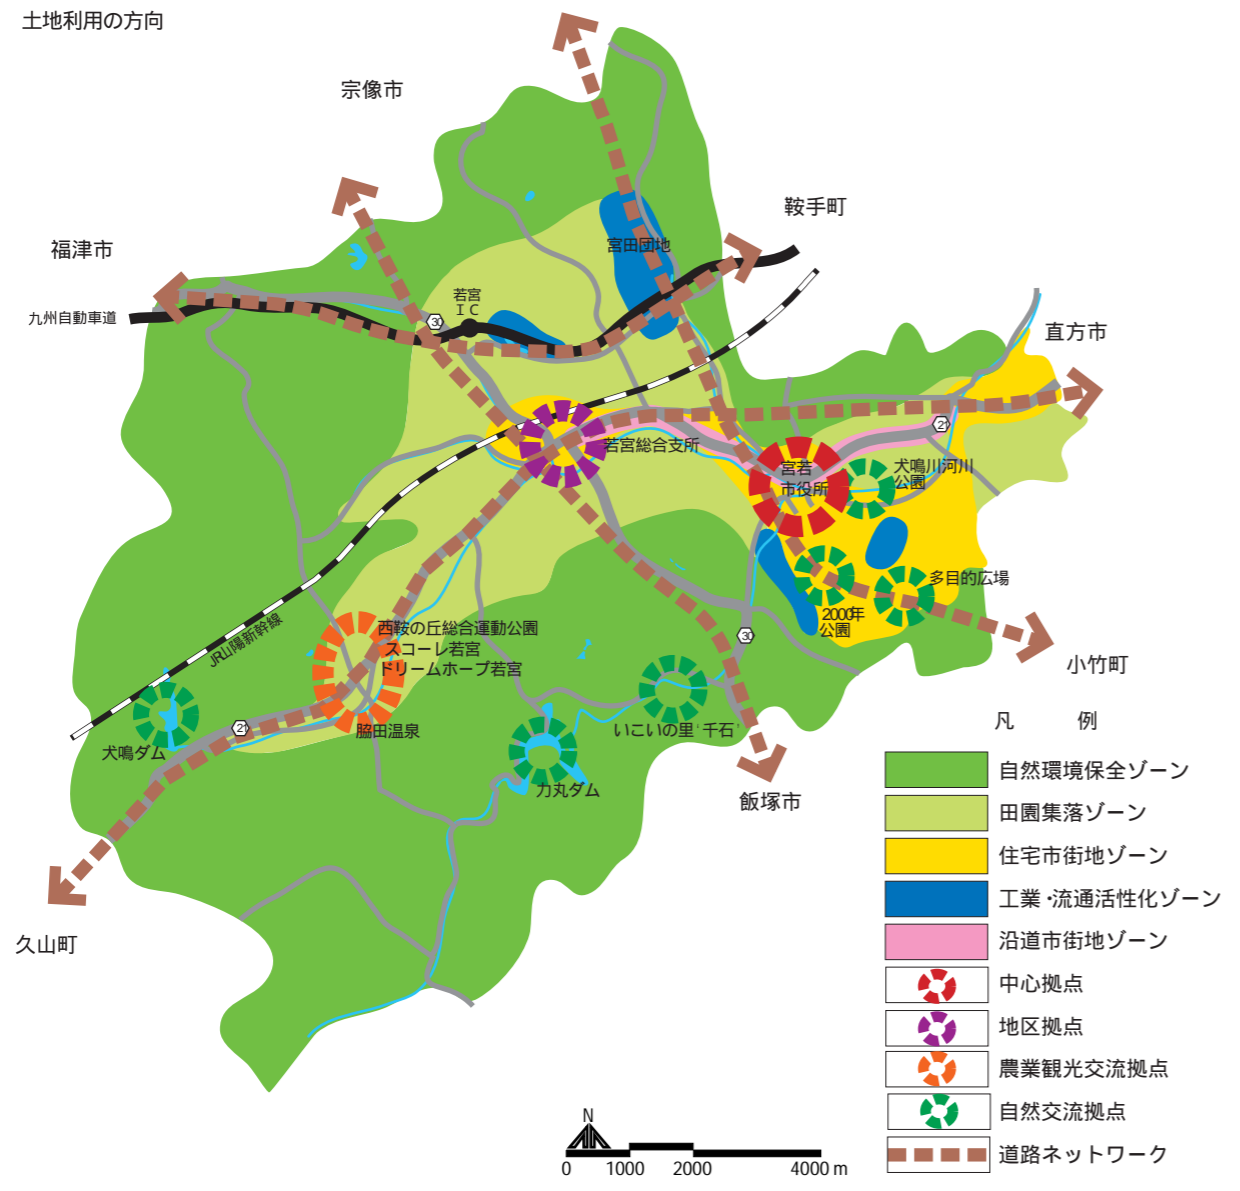 土地利用の方向
宗像市
鞍手町
福津市
宮田団地
若宮
IC
九州自動車道
30
直方市
21
若宮総合支所
宮若
市役所
犬鳴川河川
公園
多目的広場
2000年
公園
西鞍の丘総合運動公園
スコーレ若宮
ドリームホープ若宮
JR山陽新幹線
30
小竹町
脇田温泉
21
犬鳴ダム
いこいの里‘千石’
力丸ダム
飯塚市
久山町
凡 例
自然環境保全ゾーン
田園集落ゾーン
住宅市街地ゾーン
工業・流通活性化ゾーン
沿道市街地ゾーン
中心拠点
地区拠点
農業観光交流拠点
自然交流拠点
道路ネットワーク
N
0 1000 2000 4000 m